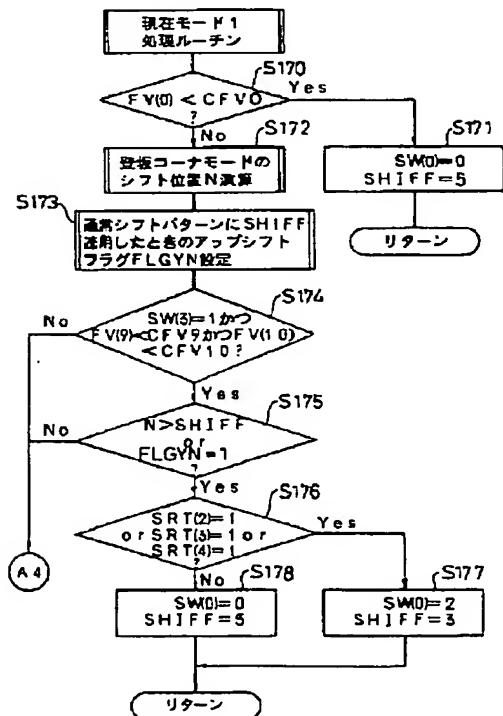 現在モード1
処理ルーチン
S170
FV(0)<CFV0
?
Yes
No
S171
SW(0)=0
SHIFF=5
リターン
S172
登坂コーナモードの
シフト位置N演算
S173
通常シフトパターンにSHIFF
適用したときのアップシフト
フラグFLGYN設定
S174
SW(3)=1かつ
FV(9)<CFV9かつFV(10)
<CFV10?
No
Yes
S175
N>SHIFF
or
FLGYN=1
?
No
Yes
S176
SRT(2)=1
or SRT(3)=1 or
SRT(4)=1
?
Yes
No
A4
S178
SW(0)=0
SHIFF=5
S177
SW(0)=2
SHIFF=3
リターン